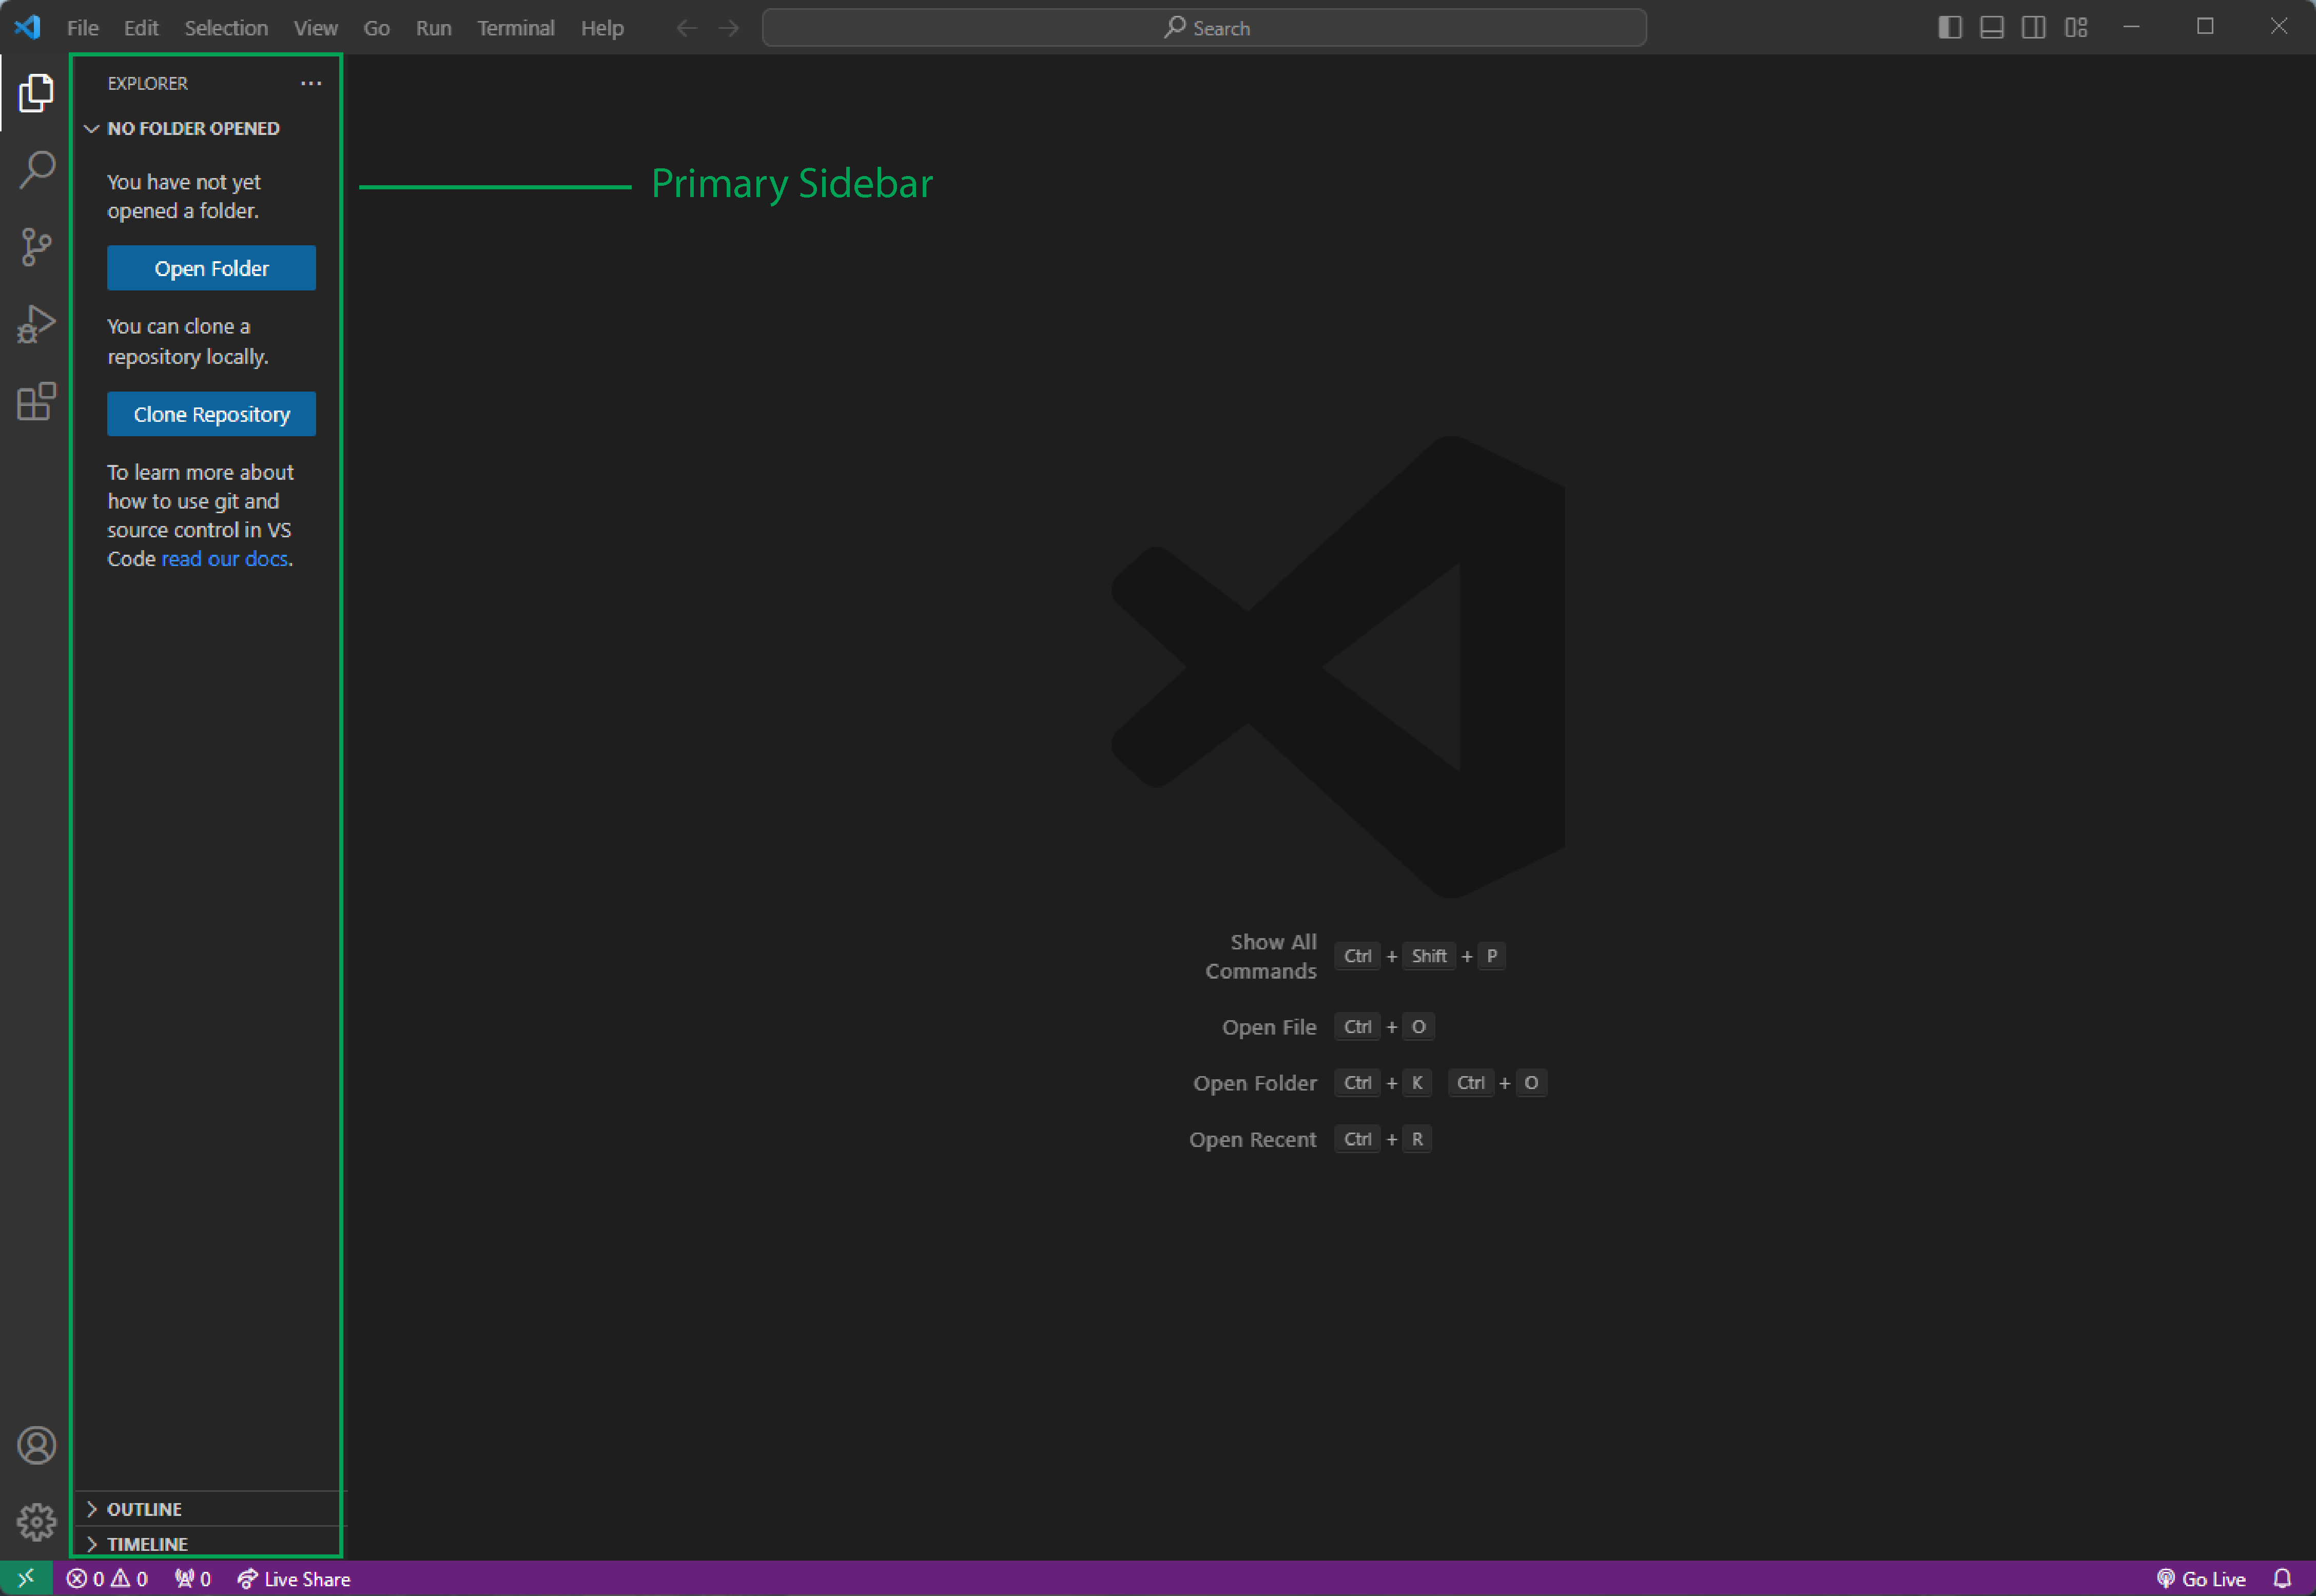 File Edit Selection View Go Run Terminal Help
Search
EXPLORER
NO FOLDER OPENED
You have not yet
opened a folder.
Open Folder
You can clone a
repository locally.
Clone Repository
To learn more about
how to use git and
source control in VS
Code read our docs.
Primary Sidebar
Show All
Commands
Ctrl + Shift + P
Open File Ctrl + O
Open Folder Ctrl + K Ctrl + O
Open Recent Ctrl + R
OUTLINE
TIMELINE
0 0 0 Live Share Go Live